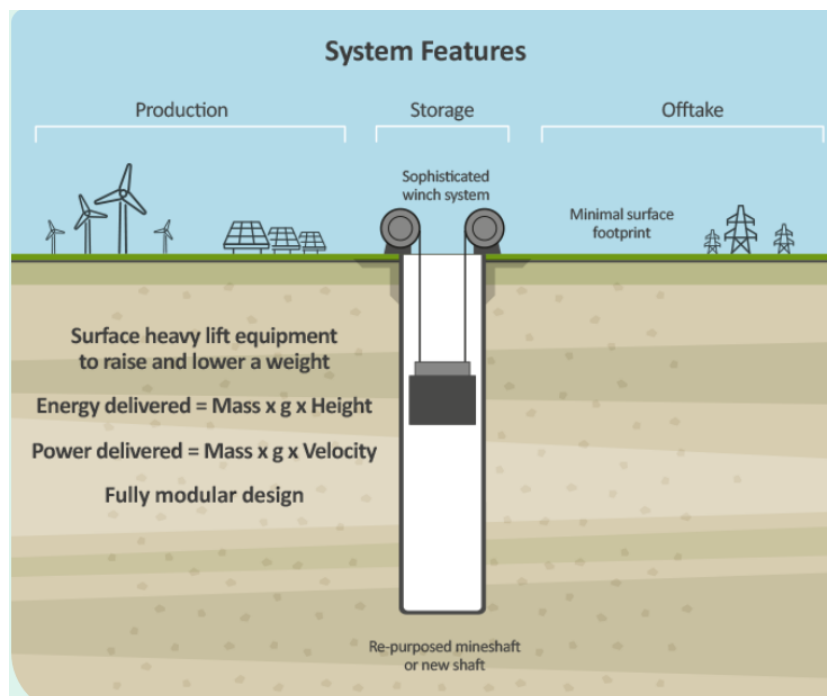 System Features
Production
Storage
Offtake
Sophisticated
winch system
Minimal surface
footprint
Surface heavy lift equipment
to raise and lower a weight
Energy delivered = Mass x g x Height
Power delivered = Mass x g x Velocity
Fully modular design
Re-purposed mineshaft
or new shaft